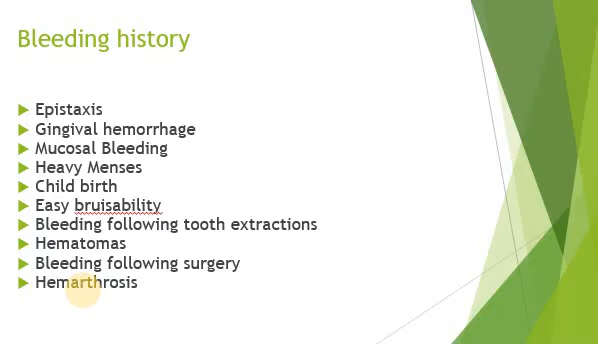 Bleeding history
Epistaxis
Gingival hemorrhage
Mucosal Bleeding
Heavy Menses
Child birth
Easy bruisability
Bleeding following tooth extractions
Hematomas
Bleeding following surgery
Hemarthrosis